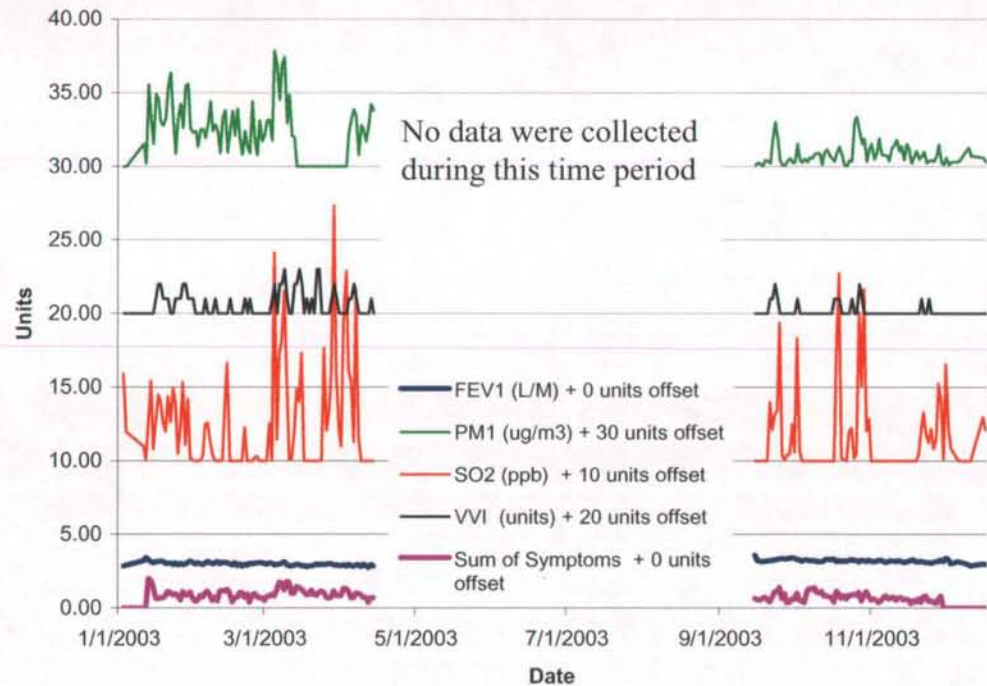 40.00
35.00
30.00
25.00
20.00
15.00
10.00
5.00
0.00
Units
No data were collected
during this time period
FEV1 (L/M) + 0 units offset
PM1 (ug/m3) + 30 units offset
SO2 (ppb) + 10 units offset
VVI (units) + 20 units offset
Sum of Symptoms + 0 units
offset
1/1/2003
3/1/2003
5/1/2003
7/1/2003
9/1/2003
11/1/2003
Date